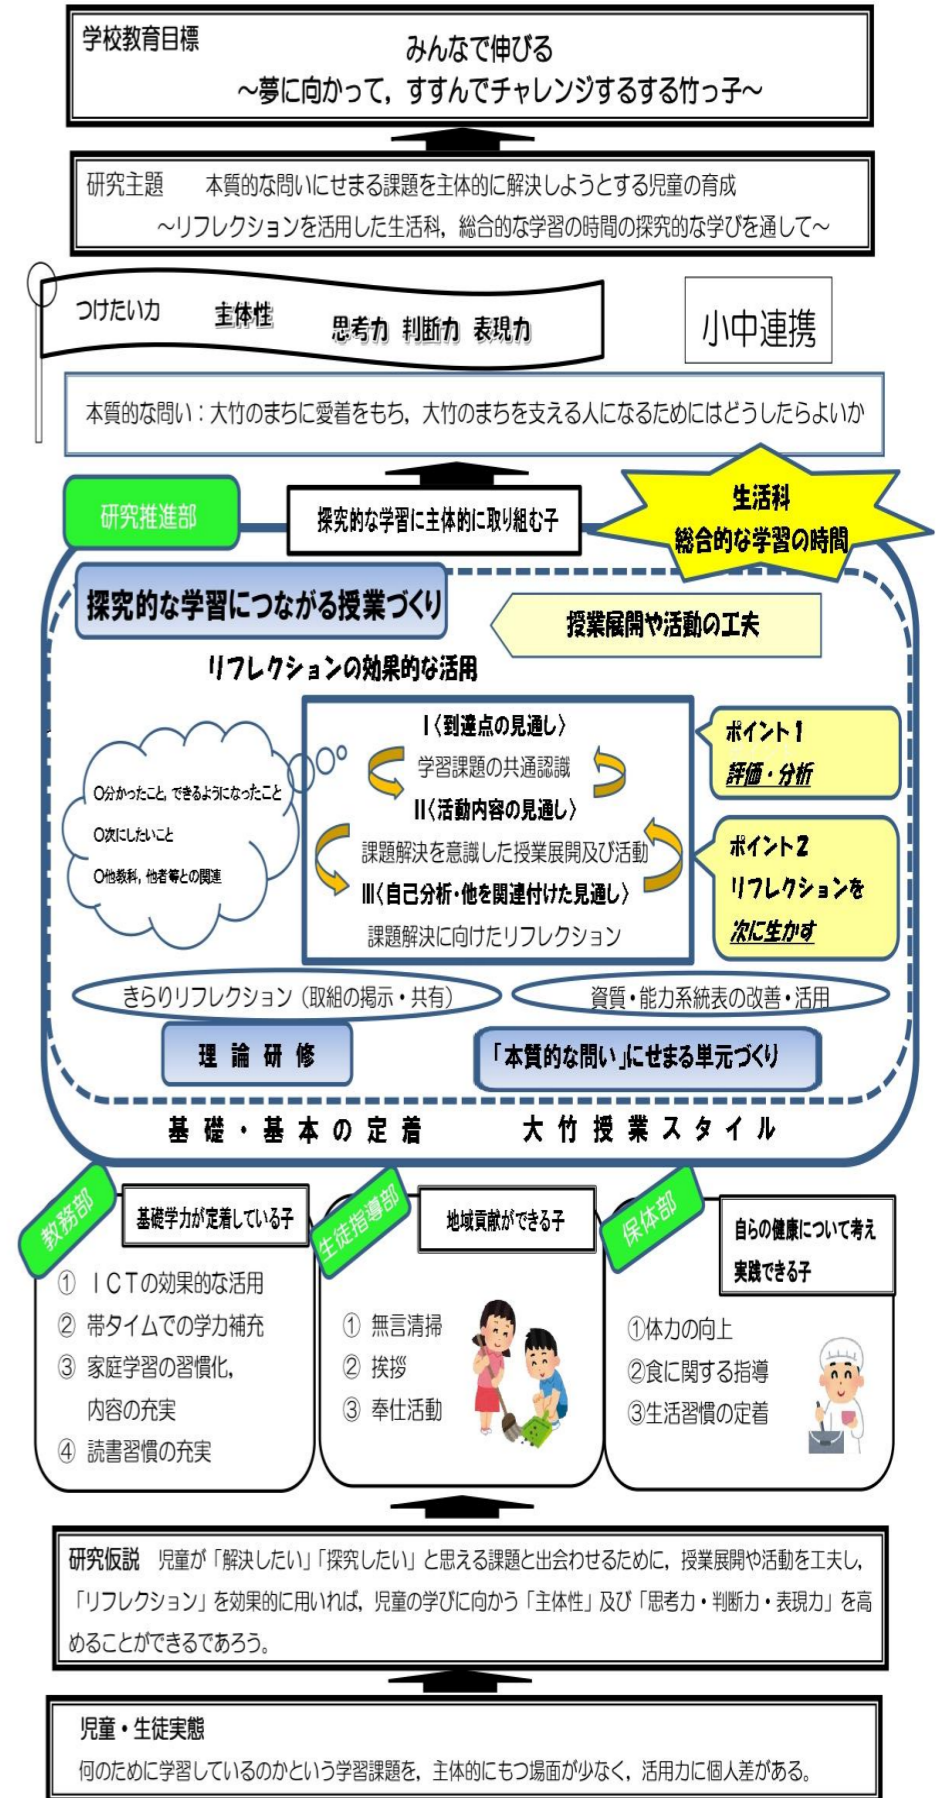 学校教育目標
みんなで伸びる
～夢に向かって，すすんでチャレンジするする竹っ子～
研究主題　本質的な問いにせまる課題を主体的に解決しようとする児童の育成
～リフレクションを活用した生活科，総合的な学習の時間の探究的な学びを通して～
つけたい力　主体性　思考力 判断力 表現力
小中連携
本質的な問い：大竹のまちに愛着をもち，大竹のまちを支える人になるためにはどうしたらよいか
研究推進部
探究的な学習に主体的に取り組む子
生活科
総合的な学習の時間
探究的な学習につながる授業づくり
授業展開や活動の工夫
リフレクションの効果的な活用
〇分かったこと，できるようになったこと
〇次にしたいこと
〇他教科，他者等との関連
Ⅰ〈到達点の見通し〉
学習課題の共通認識
Ⅱ〈活動内容の見通し〉
課題解決を意識した授業展開及び活動
Ⅲ〈自己分析・他を関連付けた見通し〉
課題解決に向けたリフレクション
ポイント1
評価・分析
ポイント2
リフレクションを
次に生かす
きらりリフレクション（取組の掲示・共有）
資質・能力系統表の改善・活用
理論研修
「本質的な問い」にせまる単元づくり
基礎・基本の定着
大竹授業スタイル
教務部
基礎学力が定着している子
① ＩＣＴの効果的な活用
② 帯タイムでの学力補充
③ 家庭学習の習慣化，
内容の充実
④ 読書習慣の充実
生徒指導部
地域貢献ができる子
① 無言清掃
② 挨拶
③ 奉仕活動
保体部
自らの健康について考え
実践できる子
①体力の向上
②食に関する指導
③生活習慣の定着
研究仮説　児童が「解決したい」「探究したい」と思える課題と出会わせるために，授業展開や活動を工夫し，
「リフレクション」を効果的に用いれば，児童の学びに向かう「主体性」及び「思考力・判断力・表現力」を高
めることができるであろう。
児童・生徒実態
何のために学習しているのかという学習課題を，主体的にもつ場面が少なく，活用力に個人差がある。